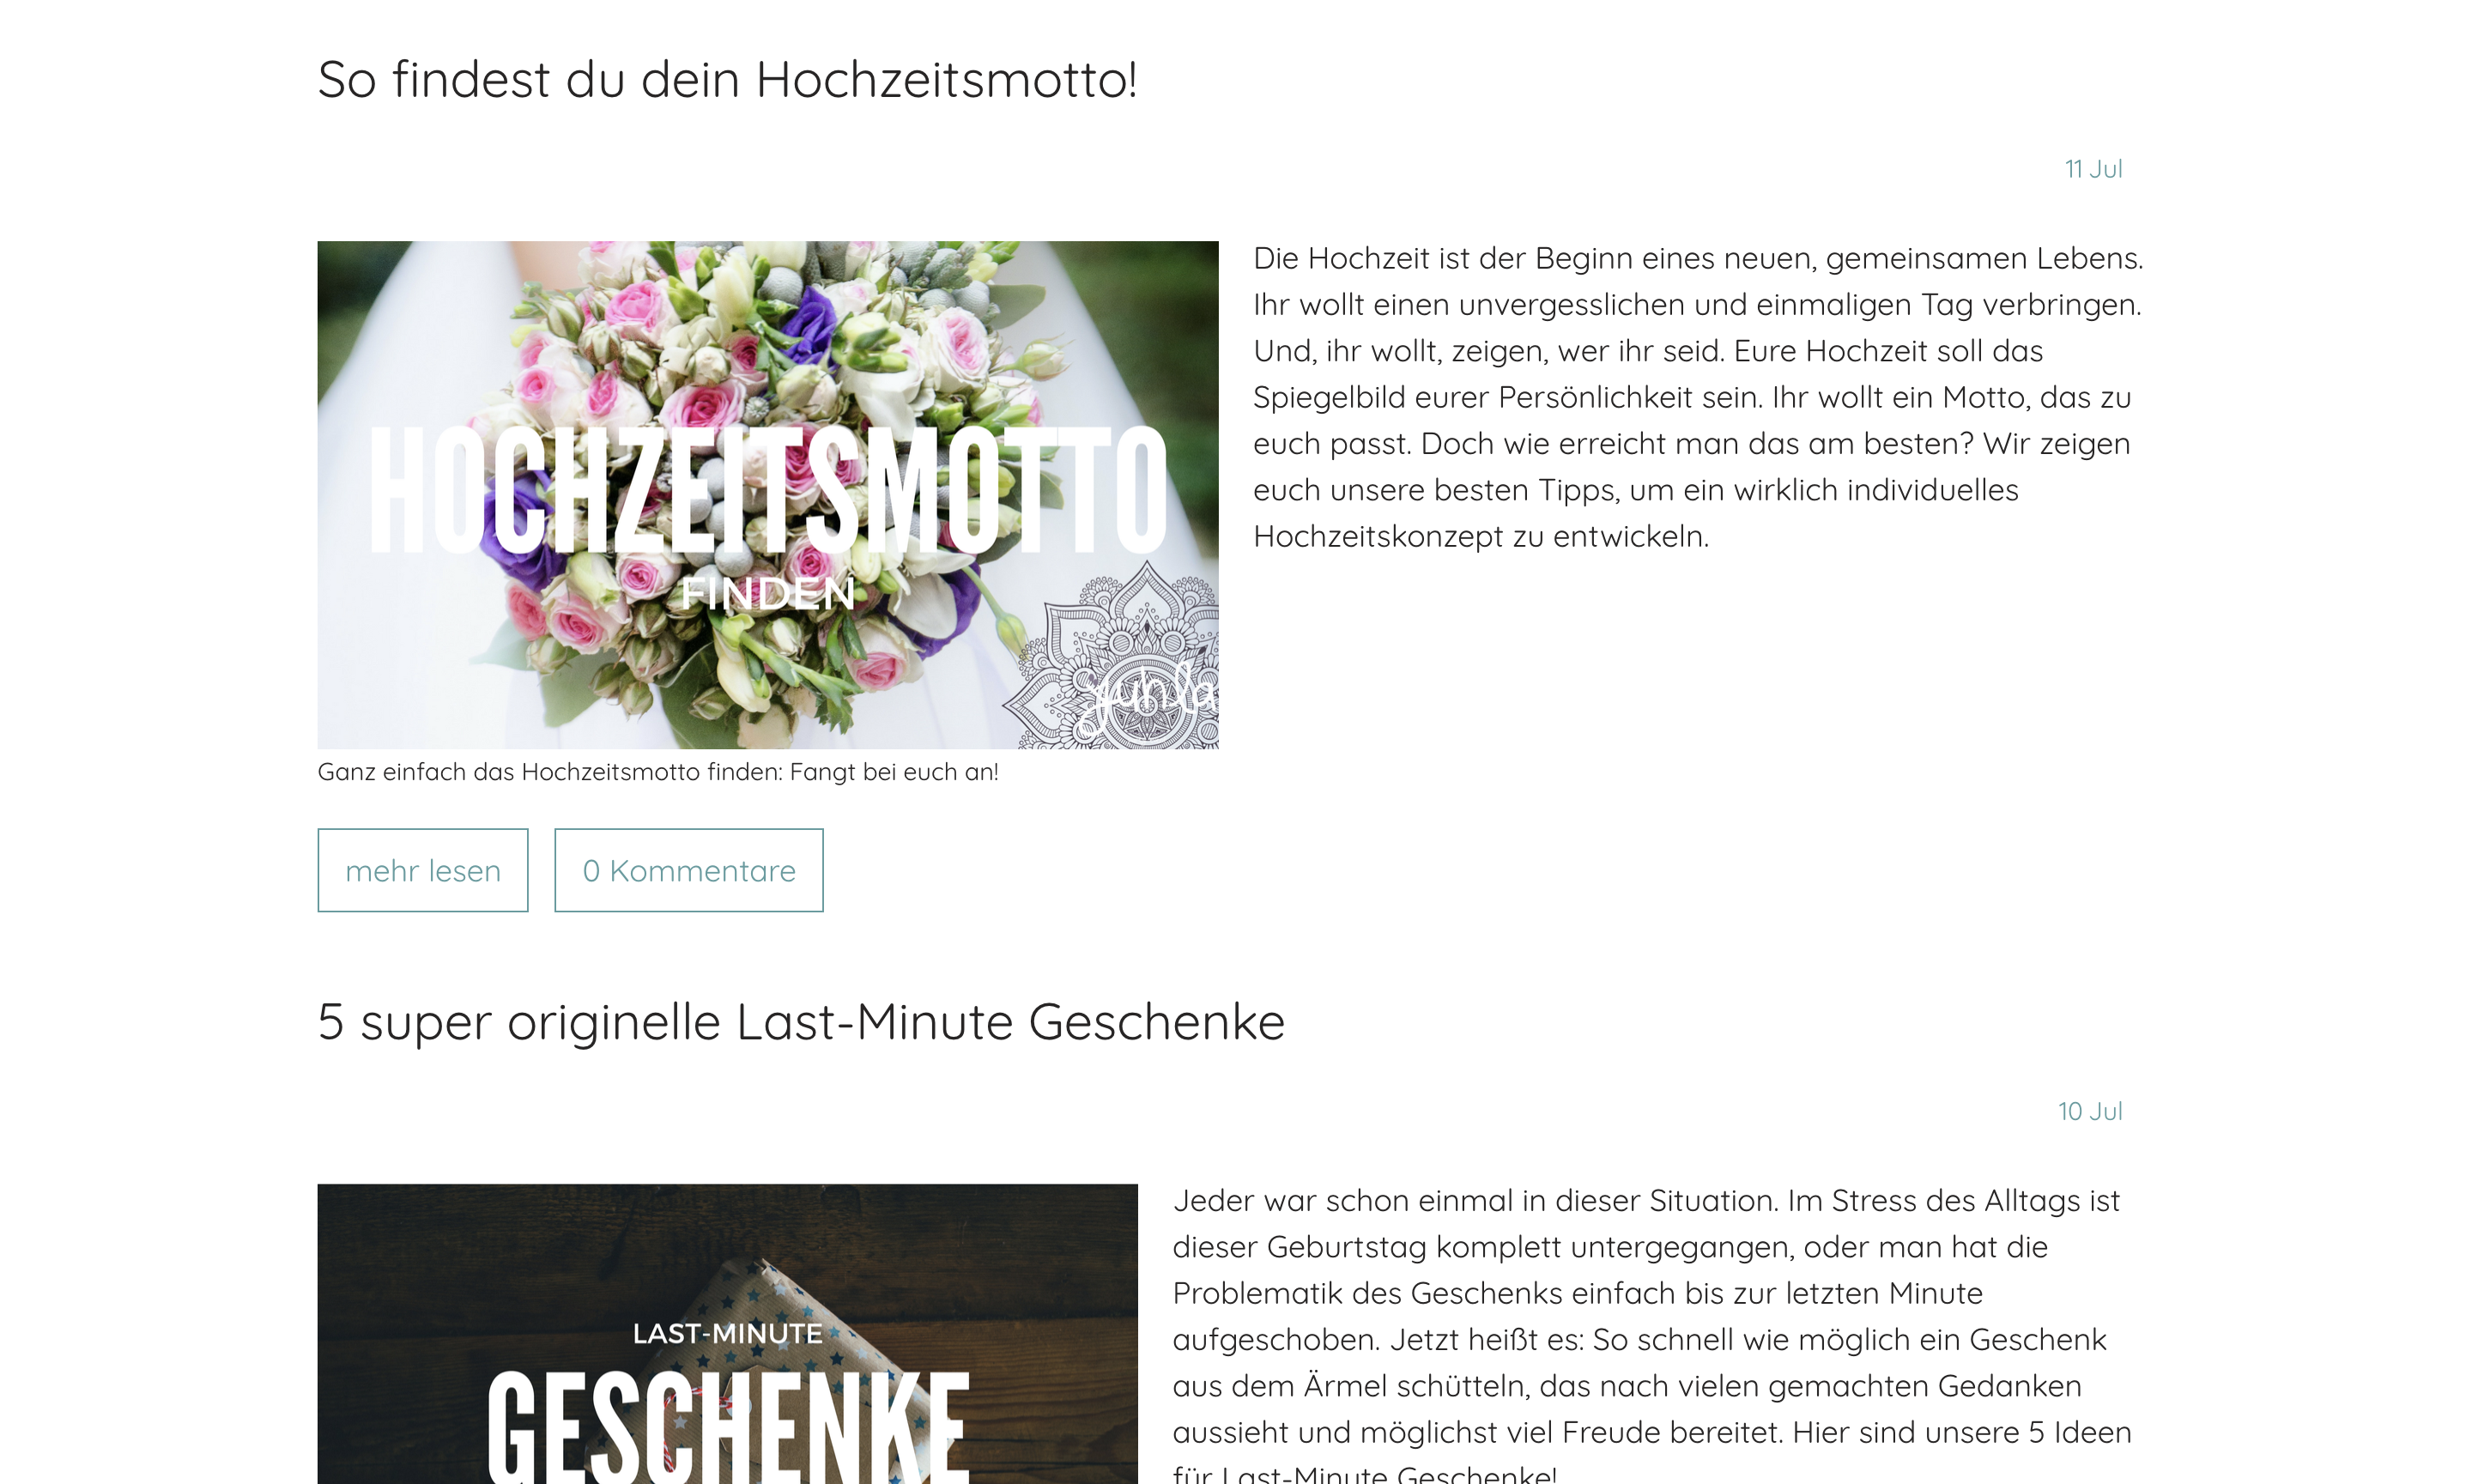 So findest du dein Hochzeitsmotto!
11 Jul
HOCHZEITSMOTTO
FINDEN
Die Hochzeit ist der Beginn eines neuen, gemeinsamen Lebens.
Ihr wollt einen unvergesslichen und einmaligen Tag verbringen.
Und, ihr wollt, zeigen, wer ihr seid. Eure Hochzeit soll das
Spiegelbild eurer Persönlichkeit sein. Ihr wollt ein Motto, das zu
euch passt. Doch wie erreicht man das am besten? Wir zeigen
euch unsere besten Tipps, um ein wirklich individuelles
Hochzeitskonzept zu entwickeln.
Ganz einfach das Hochzeitsmotto finden: Fangt bei euch an!
mehr lesen
0 Kommentare
5 super originelle Last-Minute Geschenke
10 Jul
LAST-MINUTE
GESCHENKE
Jeder war schon einmal in dieser Situation. Im Stress des Alltags ist
dieser Geburtstag komplett untergegangen, oder man hat die
Problematik des Geschenks einfach bis zur letzten Minute
aufgeschoben. Jetzt heißt es: So schnell wie möglich ein Geschenk
aus dem Ärmel schütteln, das nach vielen gemachten Gedanken
aussieht und möglichst viel Freude bereitet. Hier sind unsere 5 Ideen
für Last-Minute Geschenke!